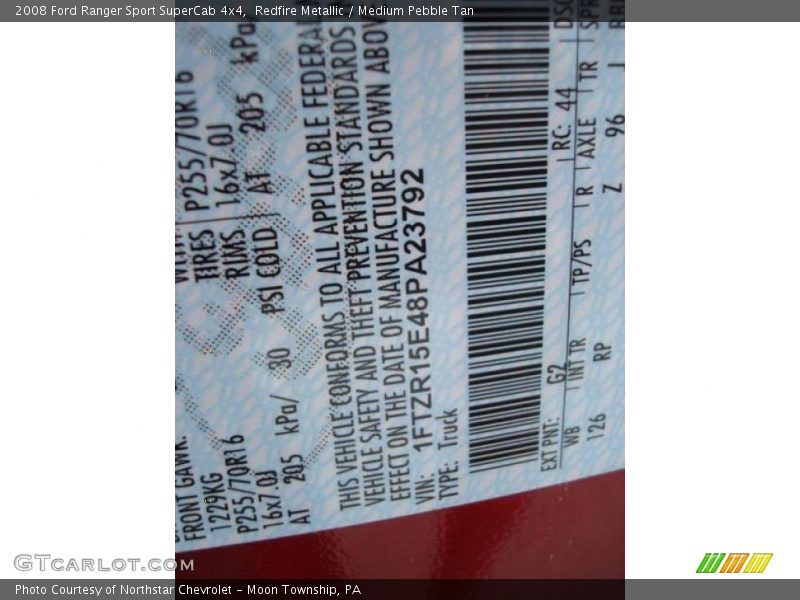 2008 Ford Ranger Sport SuperCab 4x4, Redfire Metallic / Medium Pebble Tan
FRONT GAWR:
1229KG
P255/70R16 TIRES P255/70R16
16x7.0J RIMS 16x7.0J
AT 205 kPa/ 30 PSI COLD AT 205 kPa
THIS VEHICLE CONFORMS TO ALL APPLICABLE FEDERAL
VEHICLE SAFETY AND THEFT PREVENTION STANDARDS
EFFECT ON THE DATE OF MANUFACTURE SHOWN ABOV
VIN: 1FTZR15E48PA23792
TYPE: Truck
EXT PNT: G2 RC: 44 DSO
WB INT TR TP/PS R AXLE TR SPR
126 RP Z 96
GTCARLOT.COM
Photo Courtesy of Northstar Chevrolet - Moon Township, PA